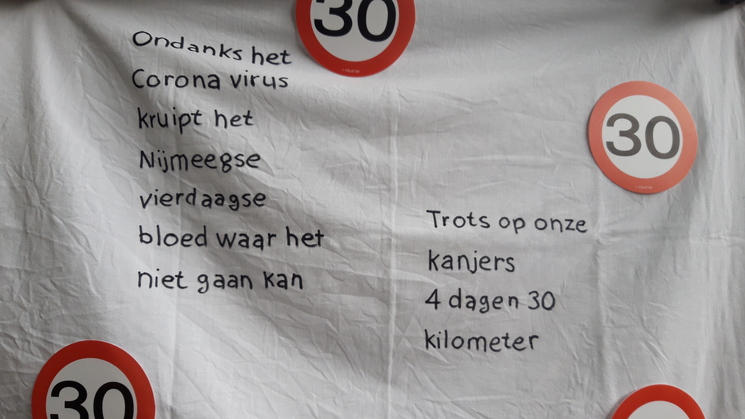 30
Ondanks het
Corona virus
kruipt het
Nijmeegse
vierdaagse
bloed waar het
niet gaan kan
30
Trots op onze
kanjers
4 dagen 30
kilometer
30